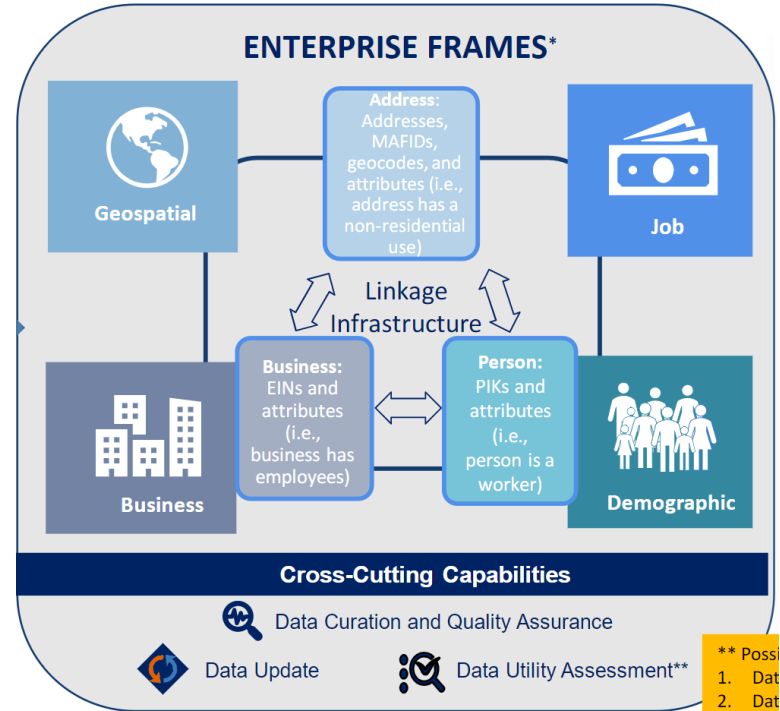 ENTERPRISE FRAMES*
Geospatial
Address:
Addresses,
MAFIDs,
geocodes, and
attributes (i.e.,
address has a
non-residential
use)
Job
Linkage
Infrastructure
Business
Business:
EINs and
attributes
(i.e.,
business has
employees)
Person:
PIKs and
attributes
(i.e.,
person is a
worker)
Demographic
Cross-Cutting Capabilities
Data Curation and Quality Assurance
Data Update
Data Utility Assessment**
** Possi
1. Dat
2. Dat